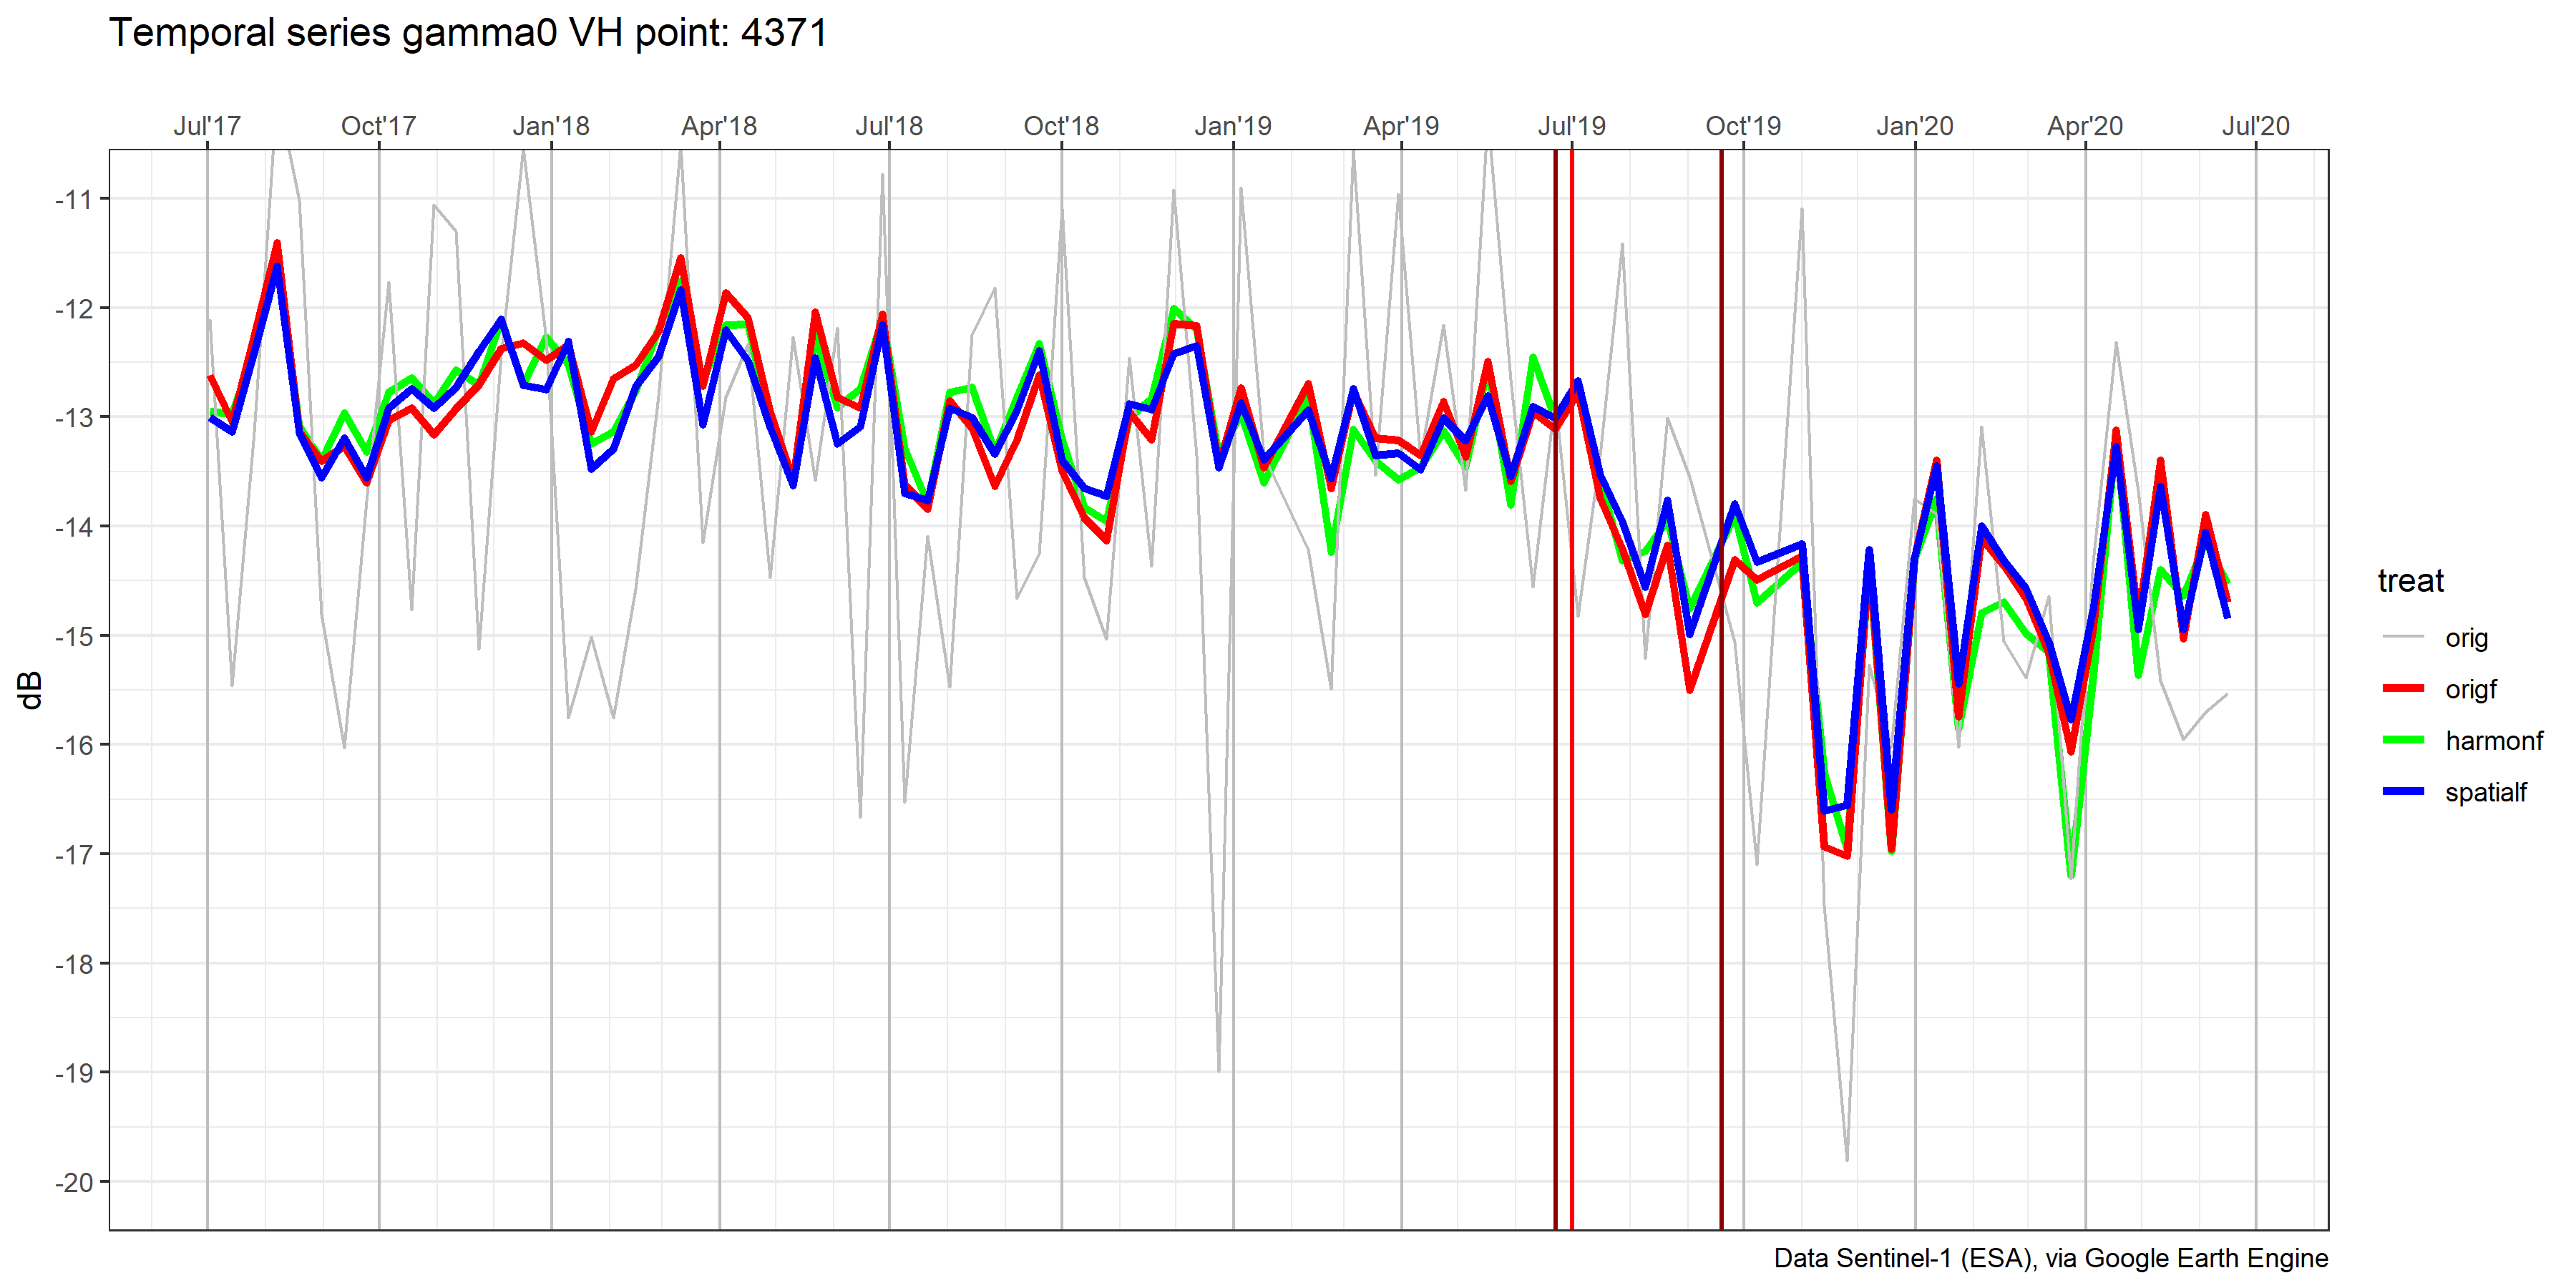 Temporal series gamma0 VH point: 4371
Jul'17 Oct'17 Jan'18 Apr'18 Jul'18 Oct'18 Jan'19 Apr'19 Jul'19 Oct'19 Jan'20 Apr'20 Jul'20
-11
-12
-13
-14
-15
-16
-17
-18
-19
-20
dB
treat
orig
origf
harmonf
spatialf
Data Sentinel-1 (ESA), via Google Earth Engine